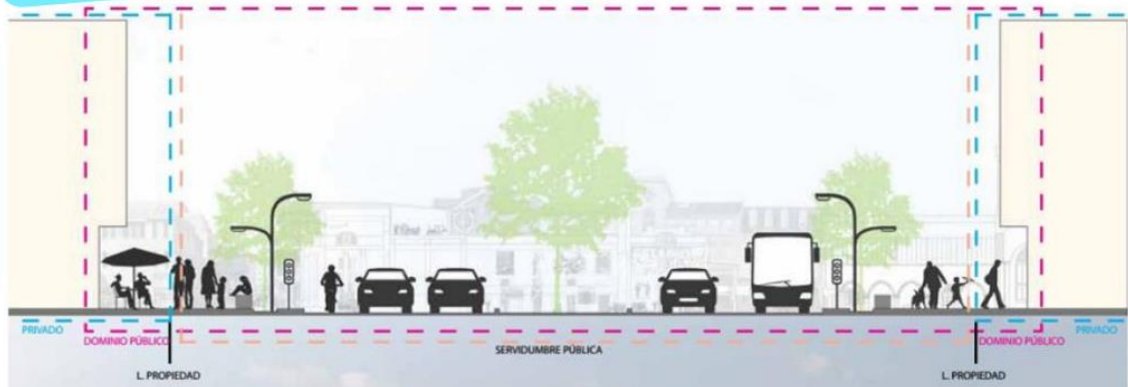 PRIVADO
DOMINIO PÚBLICO
SERVIDUMBRE PÚBLICA
DOMINIO PÚBLICO
PRIVADO
L. PROPIEDAD
L. PROPIEDAD